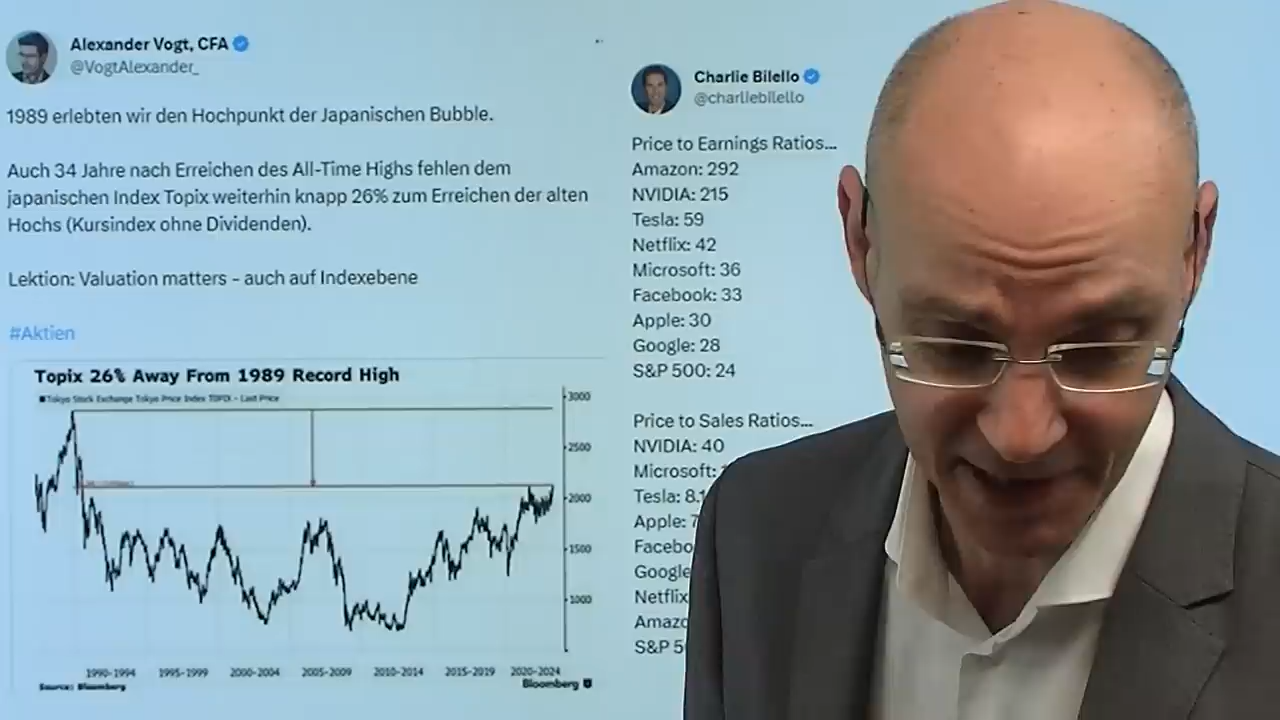 Alexander Vogt, CFA
@VogtAlexander_
1989 erlebten wir den Hochpunkt der Japanischen Bubble.
Auch 34 Jahre nach Erreichen des All-Time Highs fehlen dem
japanischen Index Topix weiterhin knapp 26% zum Erreichen der alten
Hochs (Kursindex ohne Dividenden).
Lektion: Valuation matters – auch auf Indexebene
#Aktien
Topix 26% Away From 1989 Record High
Tokyo Stock Exchange Tokyo Price Index TOPIX - Last Price
3000
2500
2000
1500
1000
1990-1994 1995-1999 2000-2004 2005-2009 2010-2014 2015-2019 2020-2024
Source: Bloomberg
Bloomberg
Charlie Bilello
@charliebilello
Price to Earnings Ratios...
Amazon: 292
NVIDIA: 215
Tesla: 59
Netflix: 42
Microsoft: 36
Facebook: 33
Apple: 30
Google: 28
S&P 500: 24
Price to Sales Ratios...
NVIDIA: 40
Microsoft:
Tesla: 8.1
Apple: 7
Facebo
Google
Netflix
Amazo
S&P 5